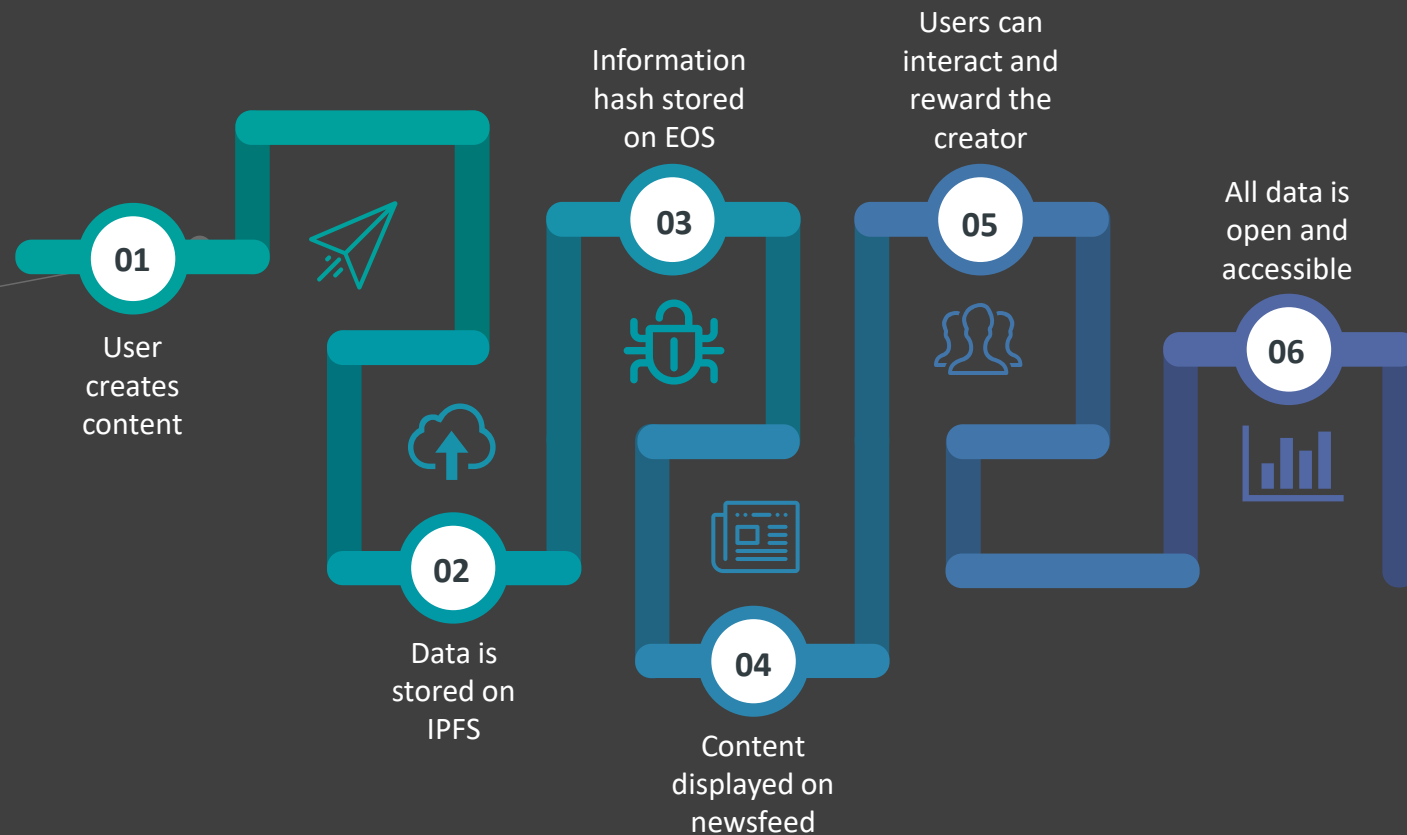 01
User
creates
content
02
Data is
stored on
IPFS
Information
hash stored
on EOS
03
04
Content
displayed on
newsfeed
Users can
interact and
reward the
creator
05
All data is
open and
accessible
06